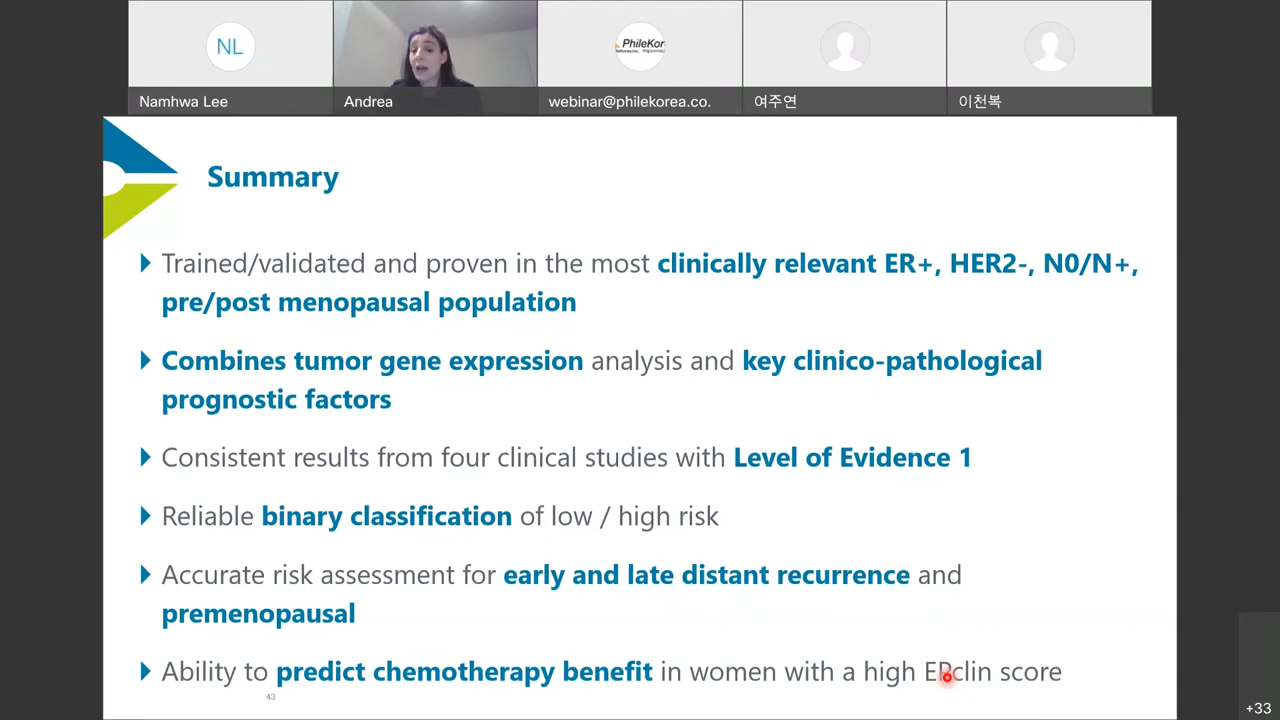 NL
PhileKor
Namhwa Lee
Andrea
webinar@philekorea.co.
여주연
이천복
Summary
Trained/validated and proven in the most clinically relevant ER+, HER2-, N0/N+,
pre/post menopausal population
Combines tumor gene expression analysis and key clinico-pathological
prognostic factors
Consistent results from four clinical studies with Level of Evidence 1
Reliable binary classification of low / high risk
Accurate risk assessment for early and late distant recurrence and
premenopausal
Ability to predict chemotherapy benefit in women with a high EPclin score
43
+33